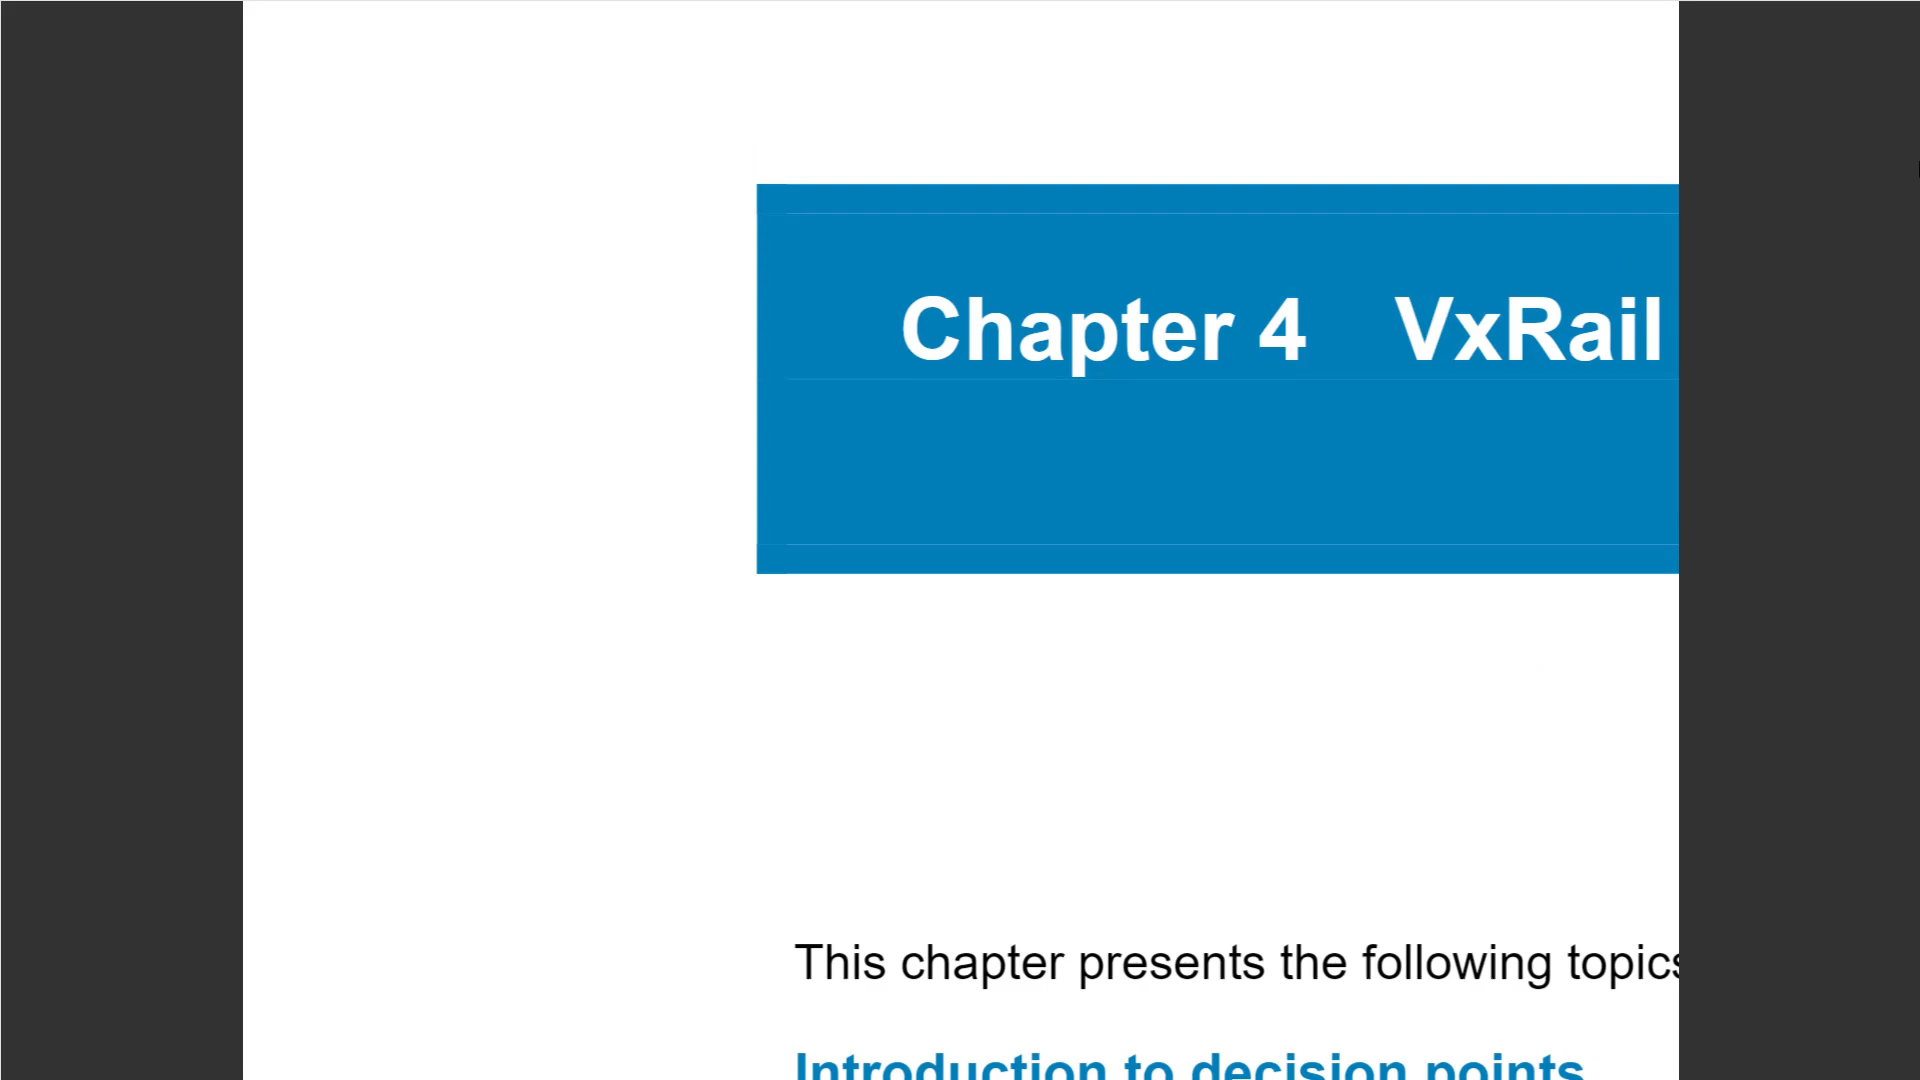 Chapter 4 VxRail
This chapter presents the following topics
Introduction to decision points